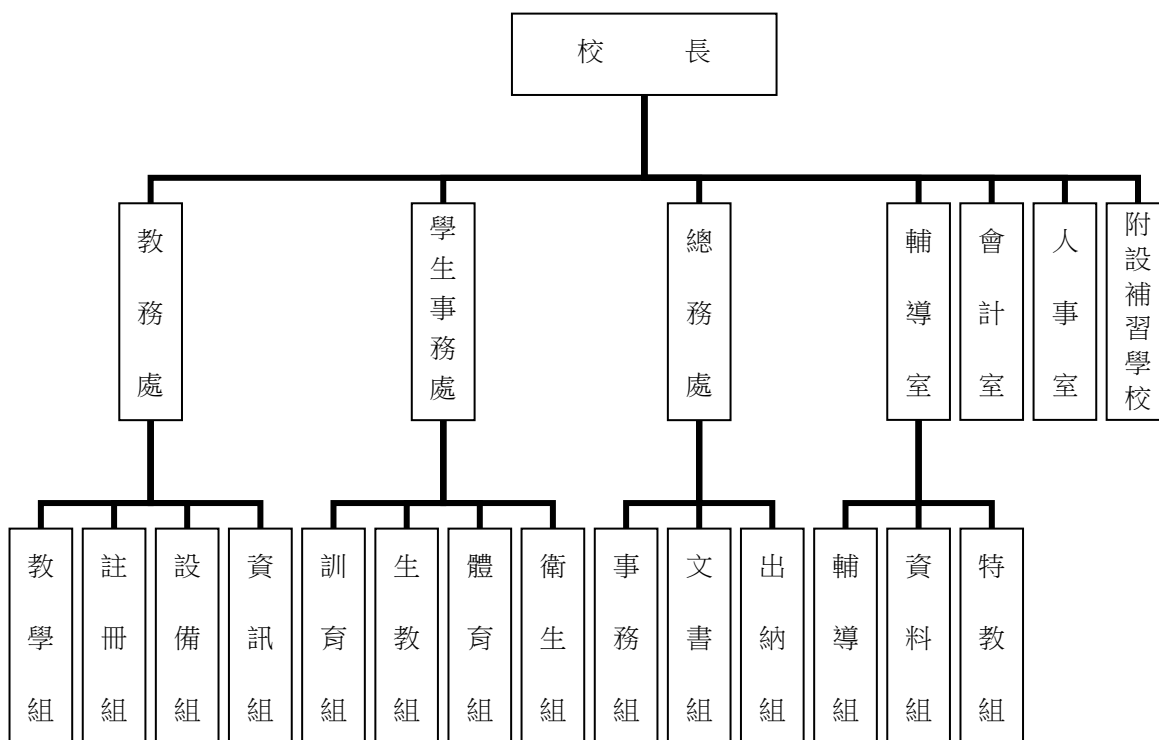 校長
教務處
學生事務處
總務處
輔導室
會計室
人事室
附設補習學校
教學組
註冊組
設備組
資訊組
訓育組
生教組
體育組
衛生組
事務組
文書組
出納組
輔導組
資料組
特教組